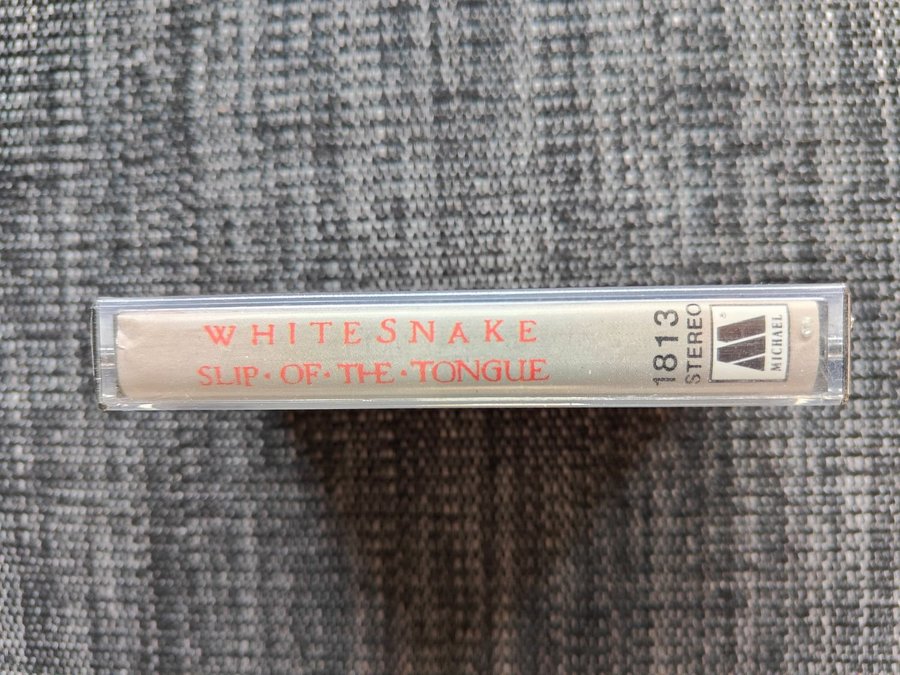 WHITESNAKE
SLIP·OF·THE·TONGUE
1813
STEREO
MICHAEL
®